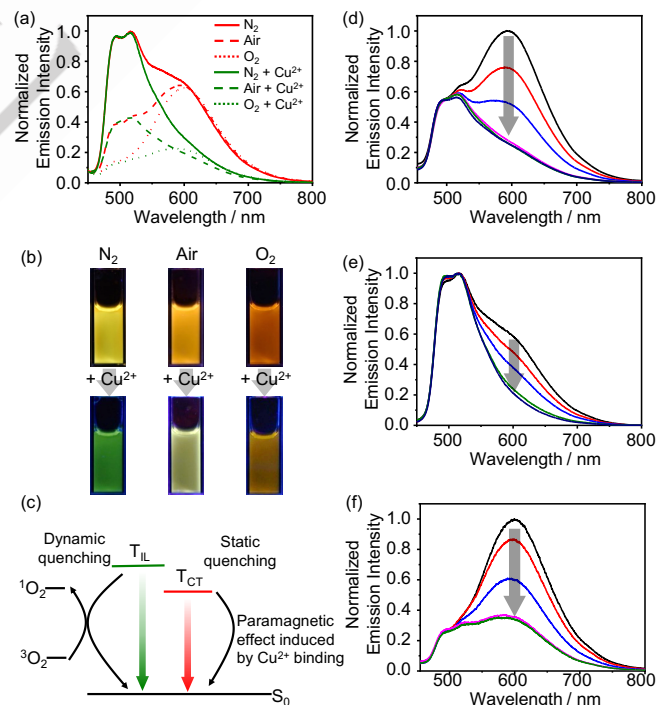 (a)
Normalized
Emission Intensity
1.0
0.8
0.6
0.4
0.2
0.0
500 600 700 800
Wavelength / nm
N₂
Air
O₂
N₂ + Cu²⁺
Air + Cu²⁺
O₂ + Cu²⁺
(b)
N₂ Air O₂
+ Cu²⁺ + Cu²⁺ + Cu²⁺
(c)
Dynamic
quenching
T_IL
Static
quenching
T_CT
¹O₂
³O₂
Paramagnetic
effect induced
by Cu²⁺ binding
S₀
(d)
Normalized
Emission Intensity
1.0
0.8
0.6
0.4
0.2
0.0
500 600 700 800
Wavelength / nm
(e)
Normalized
Emission Intensity
1.0
0.8
0.6
0.4
0.2
0.0
500 600 700 800
Wavelength / nm
(f)
Normalized
Emission Intensity
1.0
0.8
0.6
0.4
0.2
0.0
500 600 700 800
Wavelength / nm